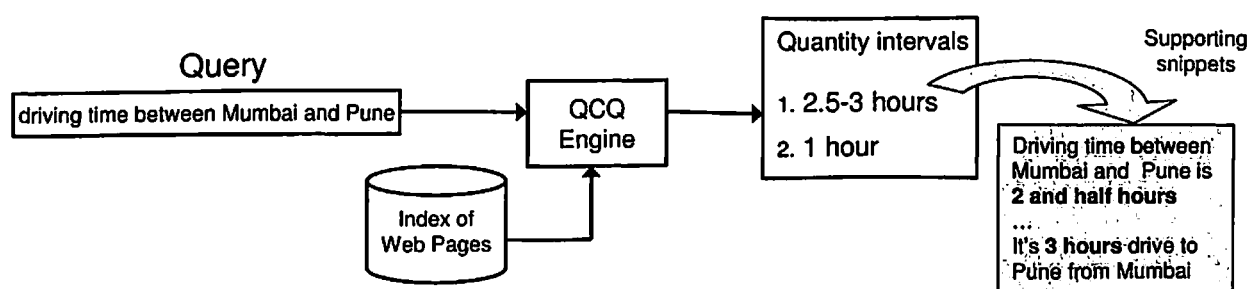 Query
driving time between Mumbai and Pune
QCQ
Engine
Index of
Web Pages
Quantity intervals
1. 2.5-3 hours
2. 1 hour
Supporting
snippets
Driving time between
Mumbai and Pune is
2 and half hours
...
It's 3 hours drive to
Pune from Mumbai